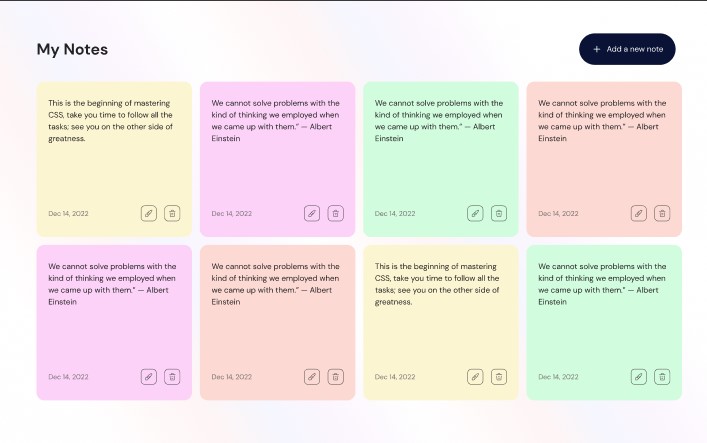 My Notes
+ Add a new note
This is the beginning of mastering
CSS, take you time to follow all the
tasks; see you on the other side of
greatness.
Dec 14, 2022
We cannot solve problems with the
kind of thinking we employed when
we came up with them.” — Albert
Einstein
Dec 14, 2022
We cannot solve problems with the
kind of thinking we employed when
we came up with them.” — Albert
Einstein
Dec 14, 2022
We cannot solve problems with the
kind of thinking we employed when
we came up with them.” — Albert
Einstein
Dec 14, 2022
We cannot solve problems with the
kind of thinking we employed when
we came up with them.” — Albert
Einstein
Dec 14, 2022
We cannot solve problems with the
kind of thinking we employed when
we came up with them.” — Albert
Einstein
Dec 14, 2022
This is the beginning of mastering
CSS, take you time to follow all the
tasks; see you on the other side of
greatness.
Dec 14, 2022
We cannot solve problems with the
kind of thinking we employed when
we came up with them.” — Albert
Einstein
Dec 14, 2022